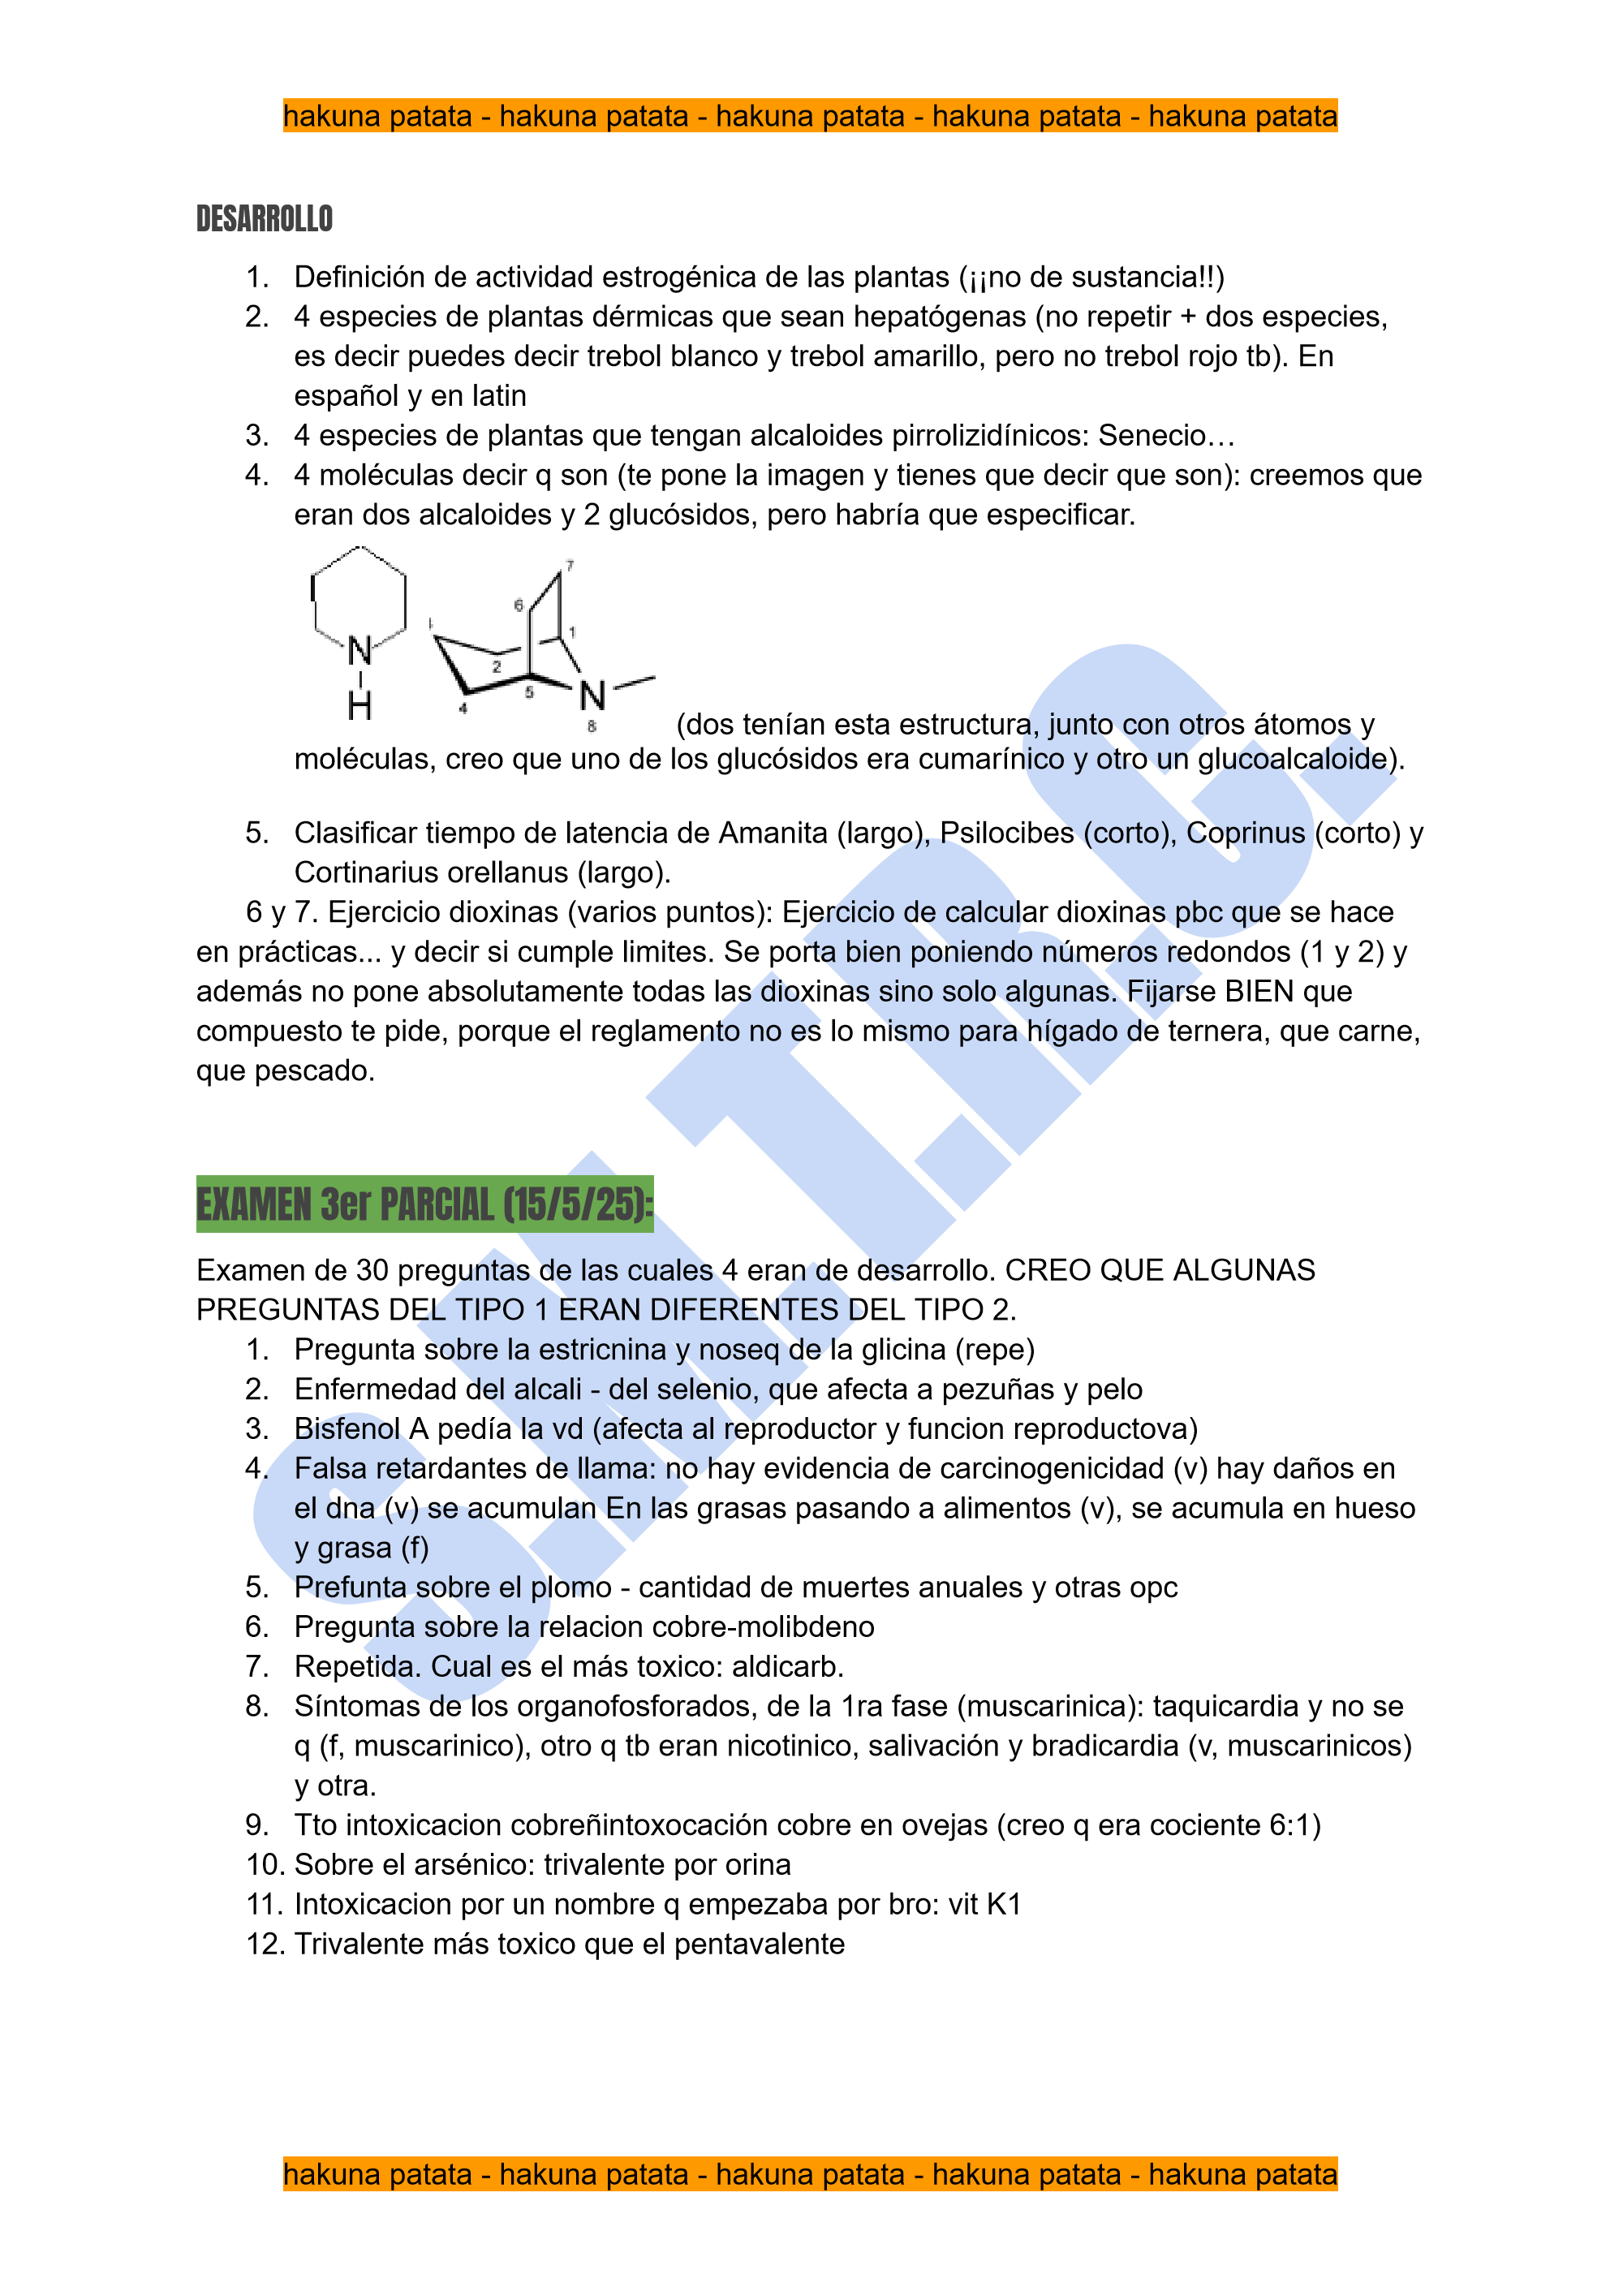 hakuna patata - hakuna patata - hakuna patata - hakuna patata - hakuna patata
DESARROLLO
1. Definición de actividad estrogénica de las plantas (¡¡no de sustancia!!)
2. 4 especies de plantas dérmicas que sean hepatógenas (no repetir + dos especies,
es decir puedes decir trebol blanco y trebol amarillo, pero no trebol rojo tb). En
español y en latin
3. 4 especies de plantas que tengan alcaloides pirrolizidínicos: Senecio…
4. 4 moléculas decir q son (te pone la imagen y tienes que decir que son): creemos que
eran dos alcaloides y 2 glucósidos, pero habría que especificar.
N
H
7
6
1
2
5
4
N
8
(dos tenían esta estructura, junto con otros átomos y
moléculas, creo que uno de los glucósidos era cumarínico y otro un glucoalcaloide).
5. Clasificar tiempo de latencia de Amanita (largo), Psilocibes (corto), Coprinus (corto) y
Cortinarius orellanus (largo).
6 y 7. Ejercicio dioxinas (varios puntos): Ejercicio de calcular dioxinas pbc que se hace
en prácticas... y decir si cumple limites. Se porta bien poniendo números redondos (1 y 2) y
además no pone absolutamente todas las dioxinas sino solo algunas. Fijarse BIEN que
compuesto te pide, porque el reglamento no es lo mismo para hígado de ternera, que carne,
que pescado.
EXAMEN 3er PARCIAL (15/5/25):
Examen de 30 preguntas de las cuales 4 eran de desarrollo. CREO QUE ALGUNAS
PREGUNTAS DEL TIPO 1 ERAN DIFERENTES DEL TIPO 2.
1. Pregunta sobre la estricnina y noseq de la glicina (repe)
2. Enfermedad del alcali - del selenio, que afecta a pezuñas y pelo
3. Bisfenol A pedía la vd (afecta al reproductor y funcion reproductova)
4. Falsa retardantes de llama: no hay evidencia de carcinogenicidad (v) hay daños en
el dna (v) se acumulan En las grasas pasando a alimentos (v), se acumula en hueso
y grasa (f)
5. Prefunta sobre el plomo - cantidad de muertes anuales y otras opc
6. Pregunta sobre la relacion cobre-molibdeno
7. Repetida. Cual es el más toxico: aldicarb.
8. Síntomas de los organofosforados, de la 1ra fase (muscarinica): taquicardia y no se
q (f, muscarinico), otro q tb eran nicotinico, salivación y bradicardia (v, muscarinicos)
y otra.
9. Tto intoxicacion cobreñintoxocación cobre en ovejas (creo q era cociente 6:1)
10. Sobre el arsénico: trivalente por orina
11. Intoxicacion por un nombre q empezaba por bro: vit K1
12. Trivalente más toxico que el pentavalente
S.M.T.R.C.
hakuna patata - hakuna patata - hakuna patata - hakuna patata - hakuna patata